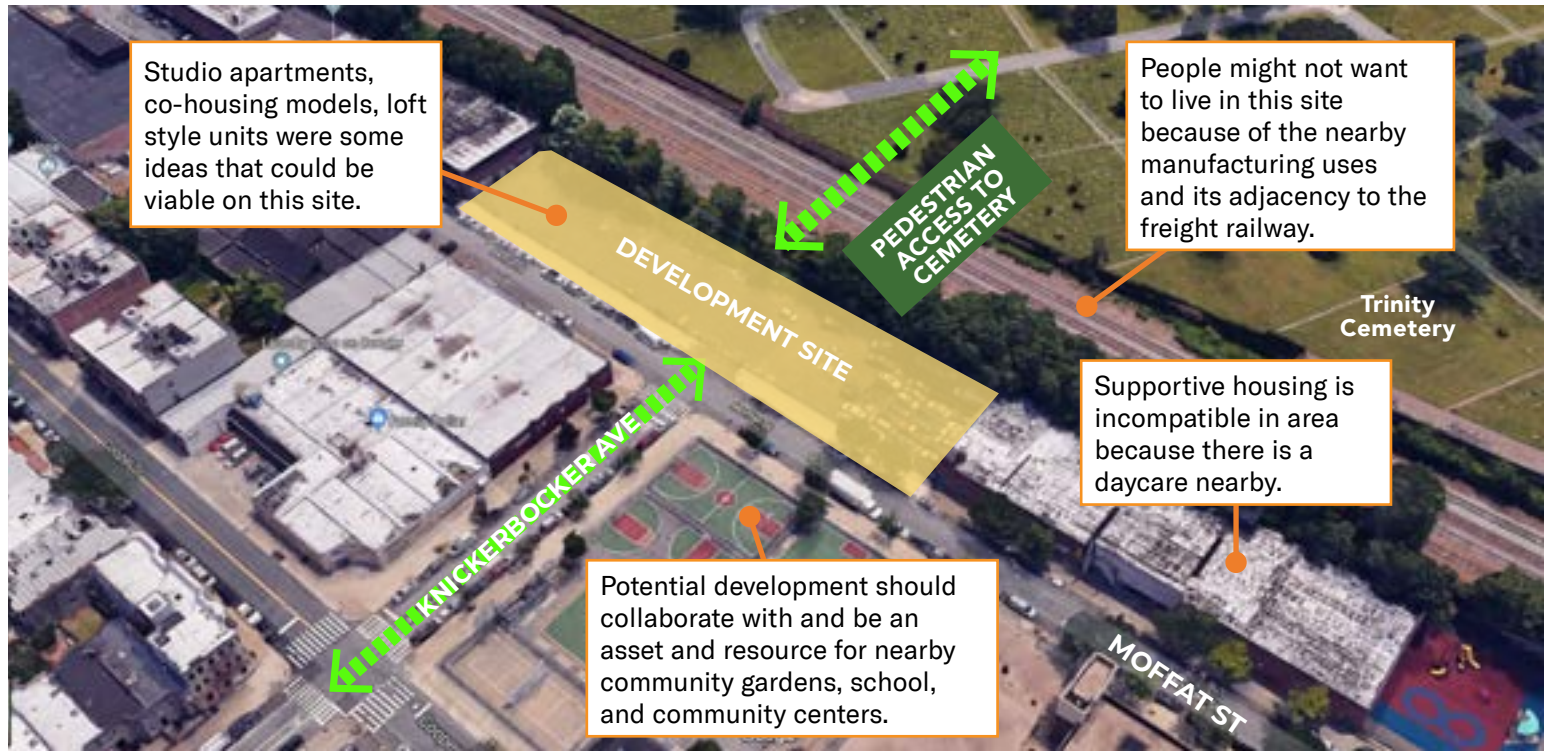 Studio apartments,
co-housing models, loft
style units were some
ideas that could be
viable on this site.
People might not want
to live in this site
because of the nearby
manufacturing uses
and its adjacency to the
freight railway.
PEDESTRIAN
ACCESS TO
CEMETERY
DEVELOPMENT SITE
Trinity
Cemetery
Supportive housing is
incompatible in area
because there is a
daycare nearby.
KNICKERBOCKER AVE
Potential development should
collaborate with and be an
asset and resource for nearby
community gardens, school,
and community centers.
MOFFAT ST